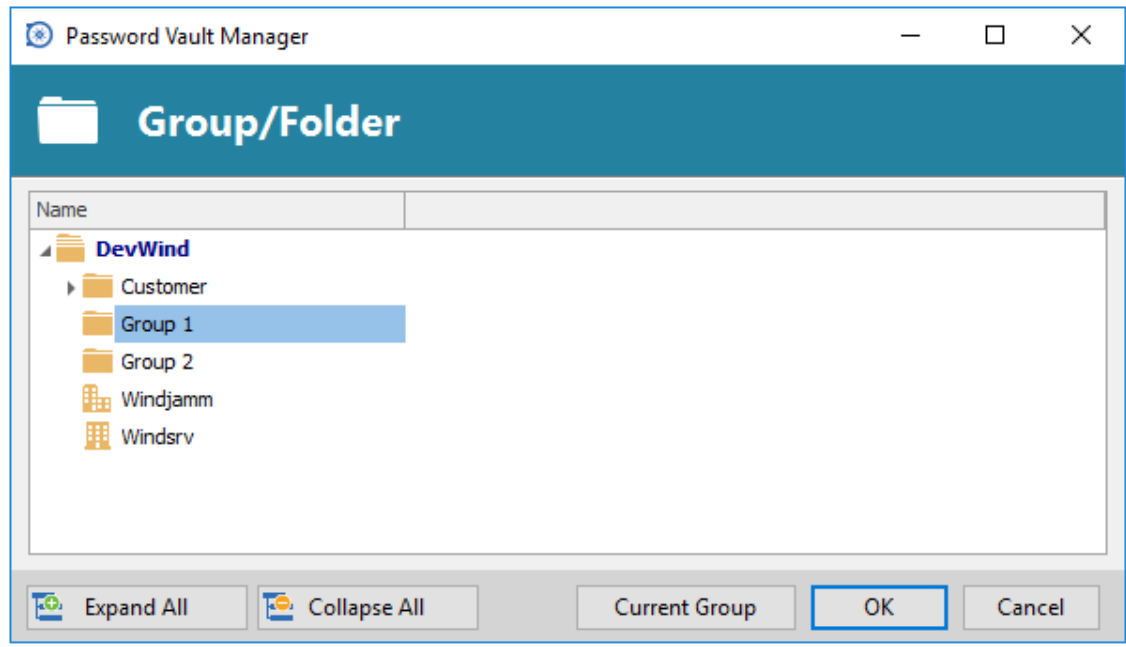 Password Vault Manager
Group/Folder
Name
DevWind
Customer
Group 1
Group 2
Windjamm
Windsrv
Expand All Collapse All Current Group OK Cancel